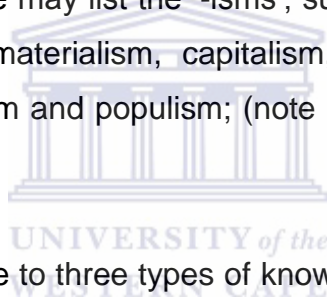 e may list the '-isms', su
materialism, capitalism
m and populism; (note
UNIVERSITY of the
e to three types of know
WESTERN CAPE